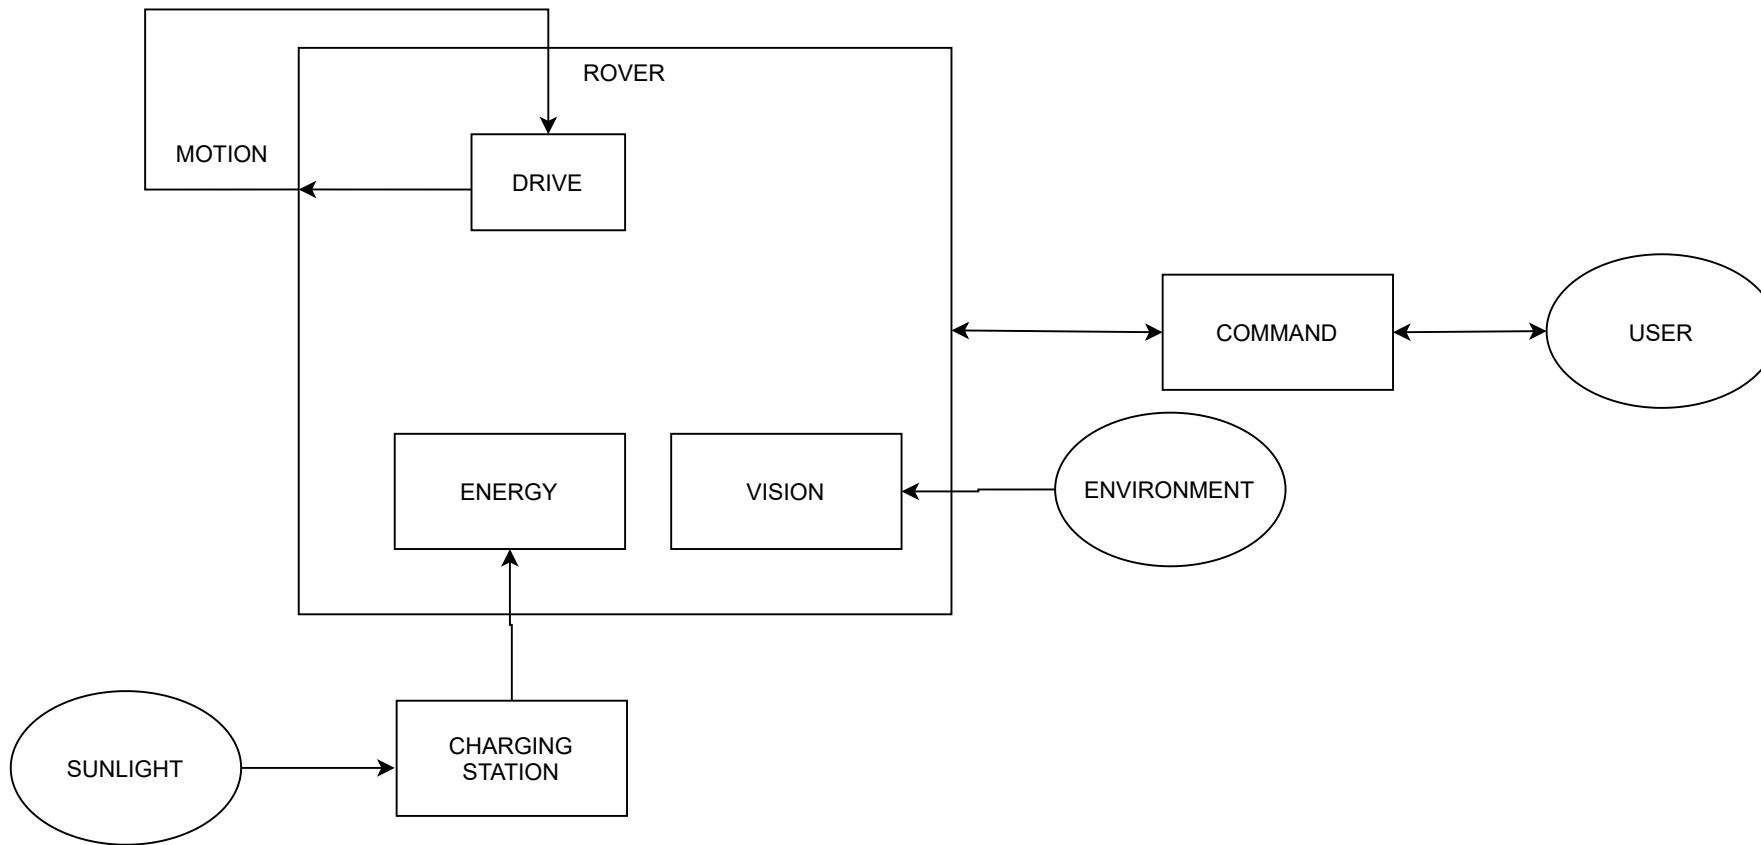 ROVER
MOTION
DRIVE
COMMAND
USER
ENERGY
VISION
ENVIRONMENT
SUNLIGHT
CHARGING
STATION